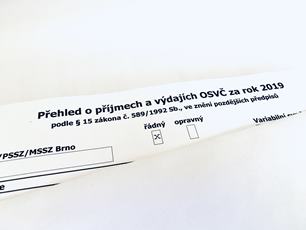 Přehled o příjmech a výdajích OSVČ za rok 2019
podle § 15 zákona č. 589/1992 Sb., ve znění pozdějších předpisů
řádný opravný
x
/PSSZ/MSSZ Brno
Variabilní